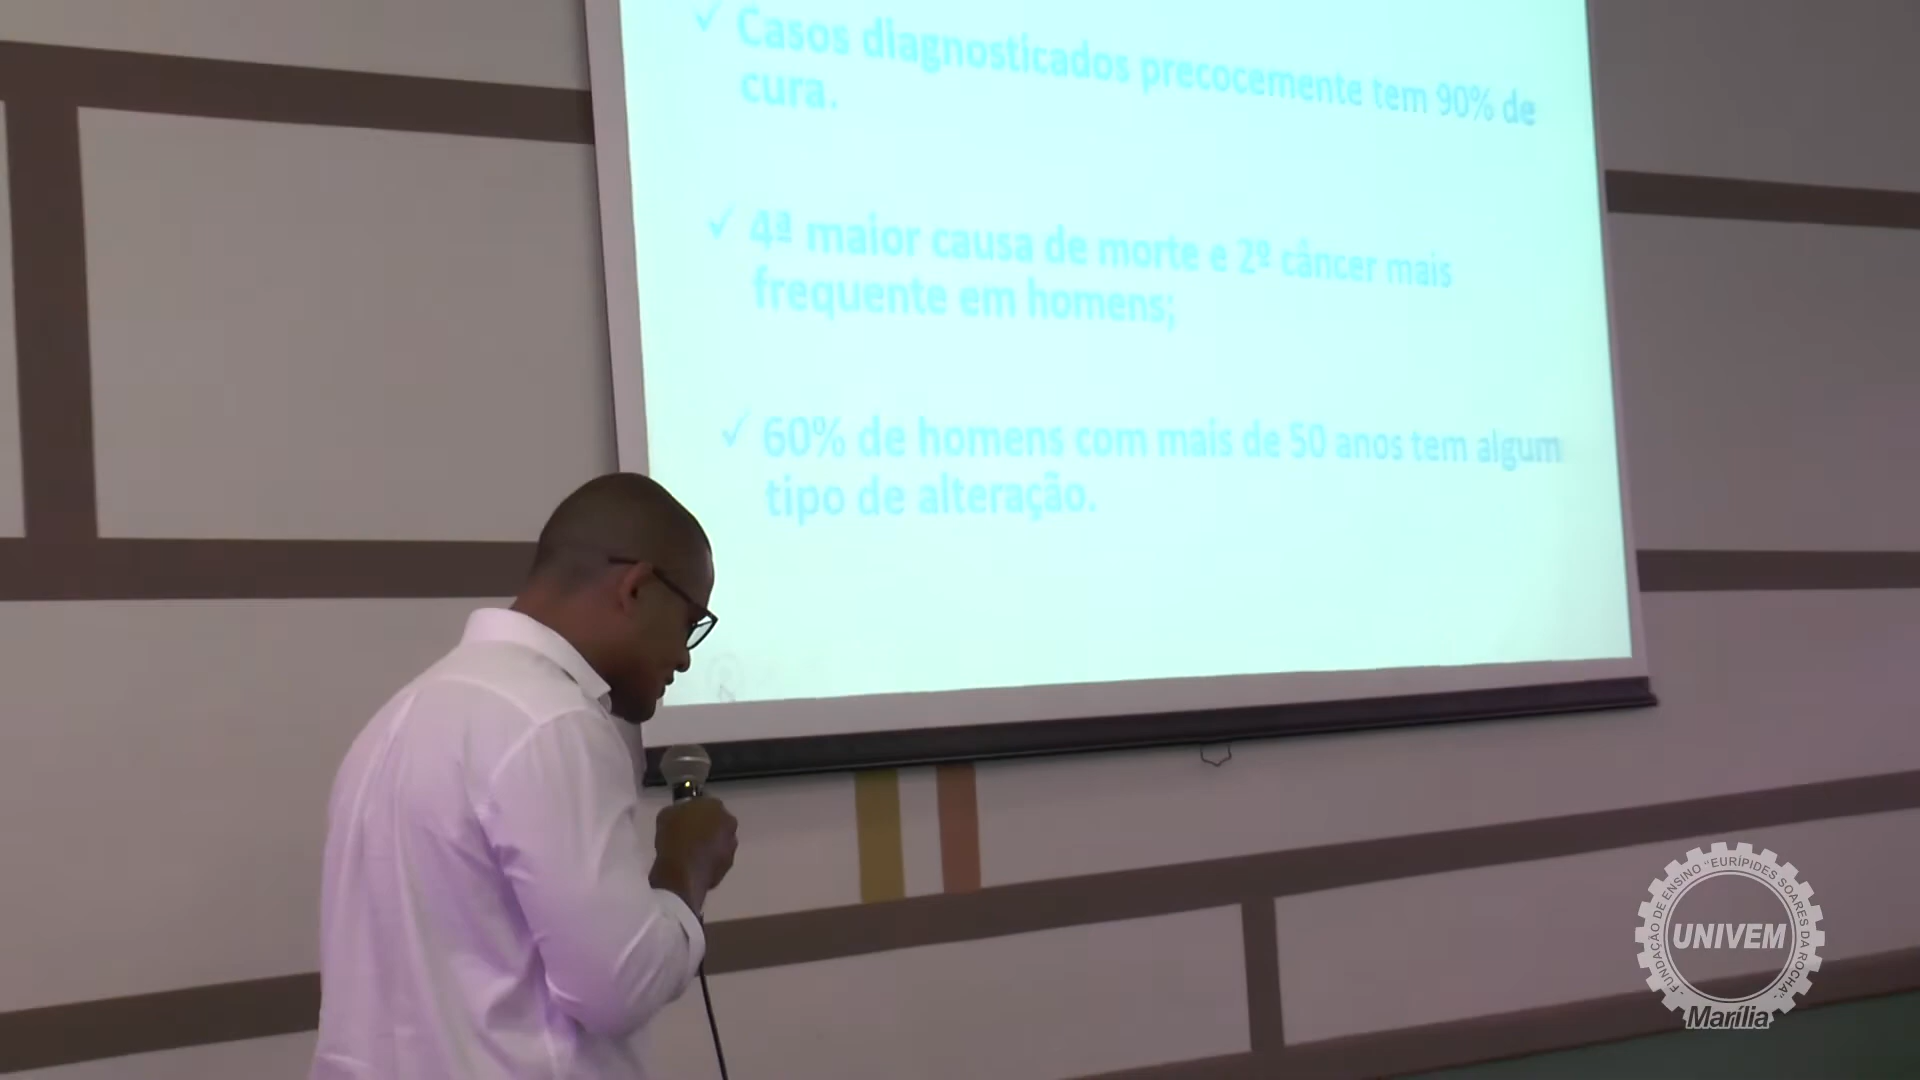 ✓ Casos diagnosticados precocemente tem 90% de
cura.
✓ 4ª maior causa de morte e 2º câncer mais
frequente em homens;
✓ 60% de homens com mais de 50 anos tem algum
tipo de alteração.
FUNDAÇÃO DE ENSINO "EURÍPIDES SOARES DA ROCHA"
UNIVEM
Marília